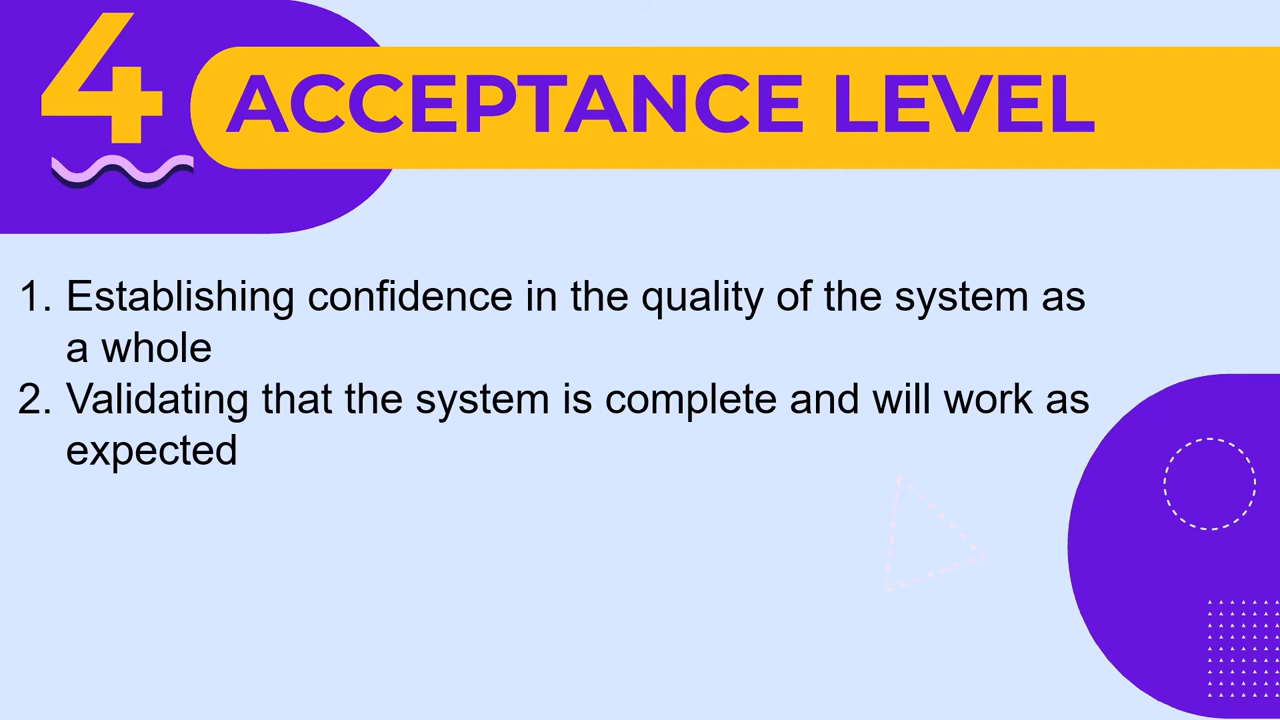 4
ACCEPTANCE LEVEL
1. Establishing confidence in the quality of the system as
a whole
2. Validating that the system is complete and will work as
expected